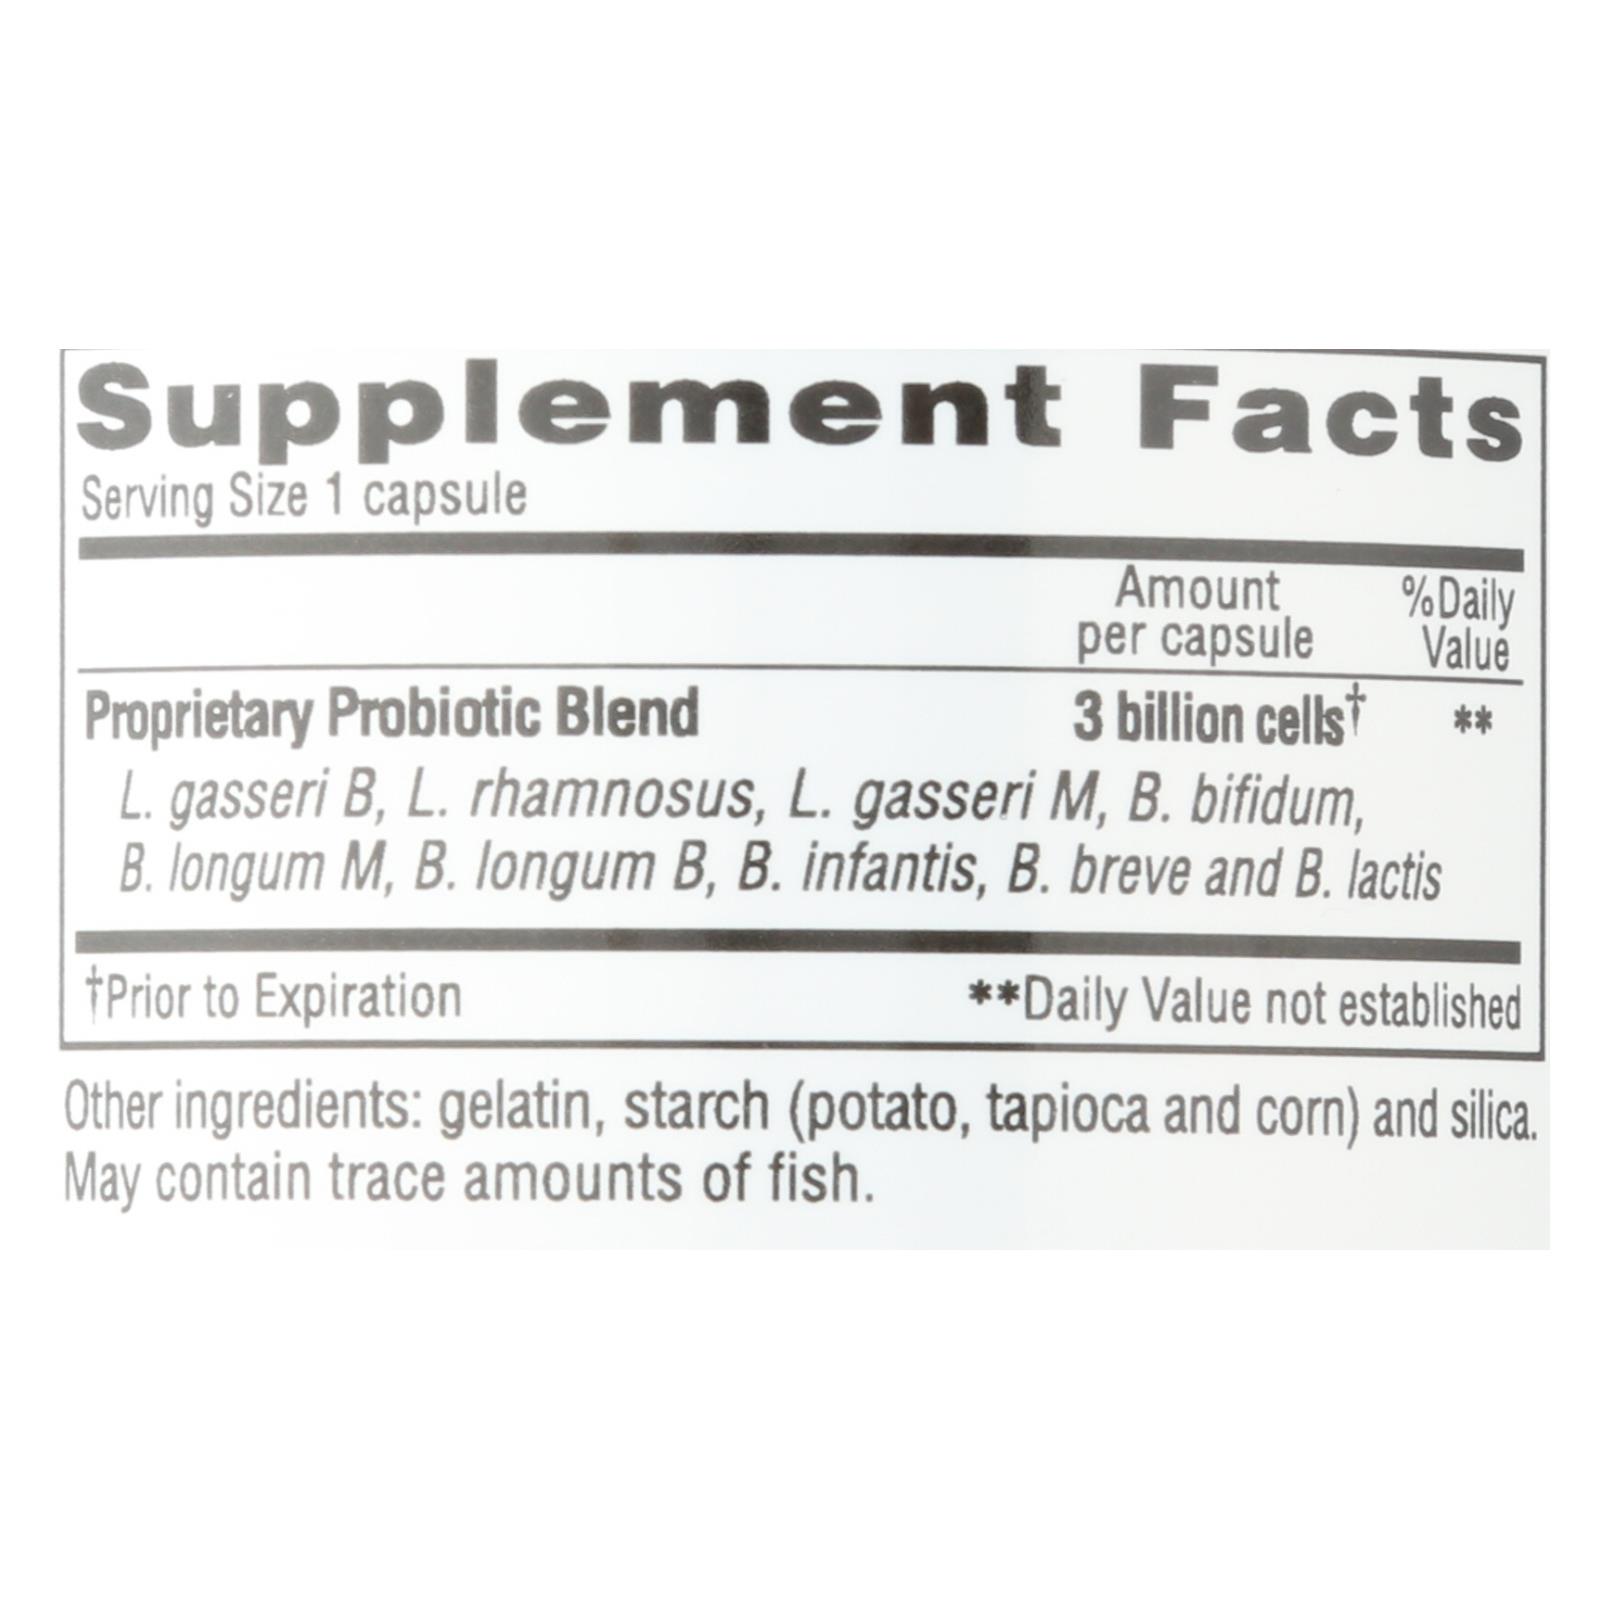 Supplement Facts
Serving Size 1 capsule
Amount per capsule
%Daily Value
Proprietary Probiotic Blend 3 billion cells† **
L. gasseri B, L. rhamnosus, L. gasseri M, B. bifidum,
B. longum M, B. longum B, B. infantis, B. breve and B. lactis
†Prior to Expiration **Daily Value not established
Other ingredients: gelatin, starch (potato, tapioca and corn) and silica.
May contain trace amounts of fish.